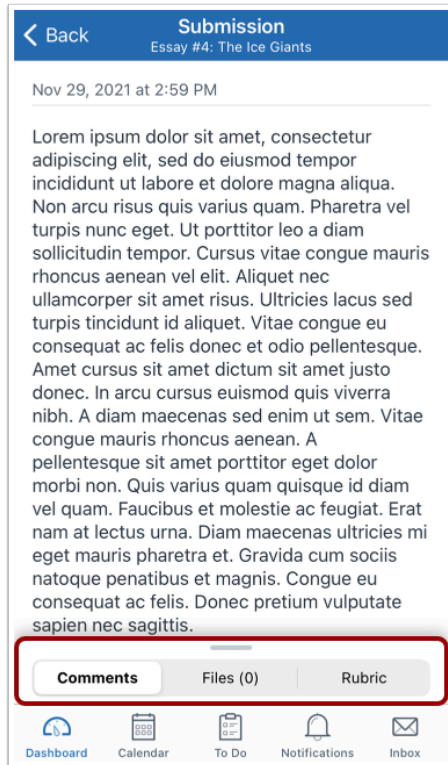 Back
Submission
Essay #4: The Ice Giants
Nov 29, 2021 at 2:59 PM
Lorem ipsum dolor sit amet, consectetur
adipiscing elit, sed do eiusmod tempor
incididunt ut labore et dolore magna aliqua.
Non arcu risus quis varius quam. Pharetra vel
turpis nunc eget. Ut porttitor leo a diam
sollicitudin tempor. Cursus vitae congue mauris
rhoncus aenean vel elit. Aliquet nec
ullamcorper sit amet risus. Ultricies lacus sed
turpis tincidunt id aliquet. Vitae congue eu
consequat ac felis donec et odio pellentesque.
Amet cursus sit amet dictum sit amet justo
donec. In arcu cursus euismod quis viverra
nibh. A diam maecenas sed enim ut sem. Vitae
congue mauris rhoncus aenean. A
pellentesque sit amet porttitor eget dolor
morbi non. Quis varius quam quisque id diam
vel quam. Faucibus et molestie ac feugiat. Erat
nam at lectus urna. Diam maecenas ultricies mi
eget mauris pharetra et. Gravida cum sociis
natoque penatibus et magnis. Congue eu
consequat ac felis. Donec pretium vulputate
sapien nec sagittis.
Comments Files (0) Rubric
Dashboard Calendar To Do Notifications Inbox